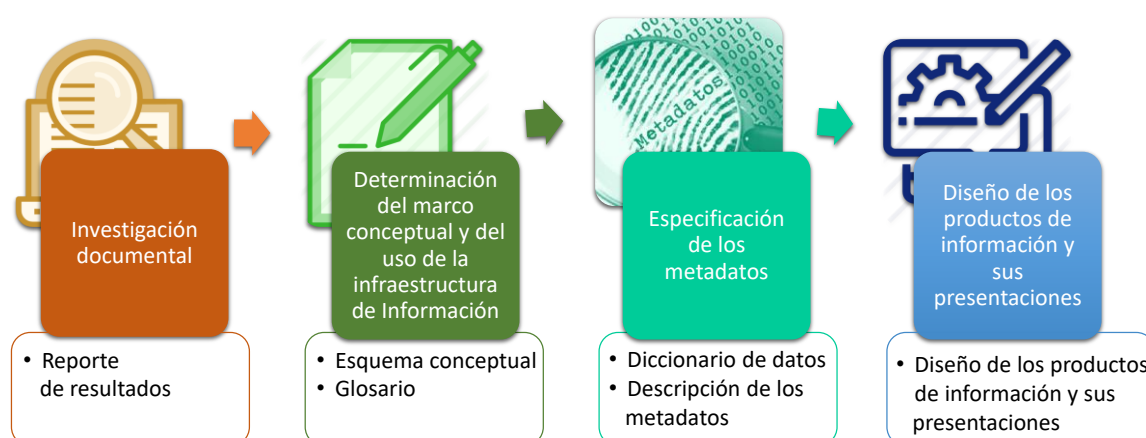 Metadatos
Investigación
documental
Determinación
del marco
conceptual y del
uso de la
infraestructura
de Información
Especificación
de los
metadatos
Diseño de los
productos de
información y
sus
presentaciones
• Reporte
de resultados
• Esquema conceptual
• Glosario
• Diccionario de datos
• Descripción de los
metadatos
• Diseño de los productos
de información y sus
presentaciones